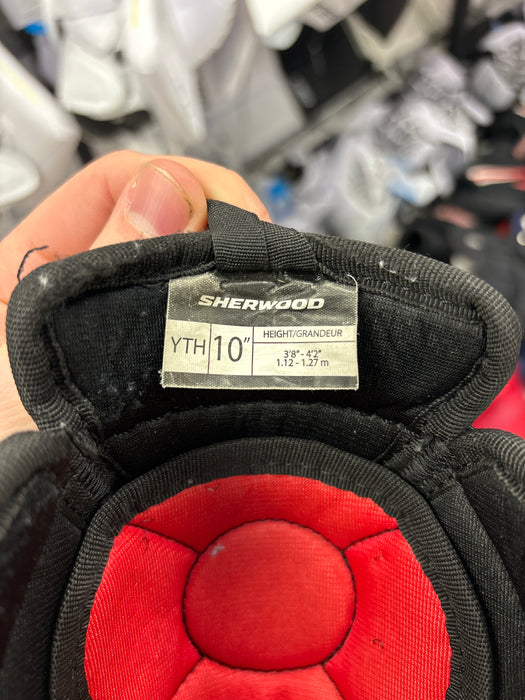 SHERWOOD
YTH 10" HEIGHT/GRANDEUR
3'8" - 4'2"
1.12 - 1.27 m